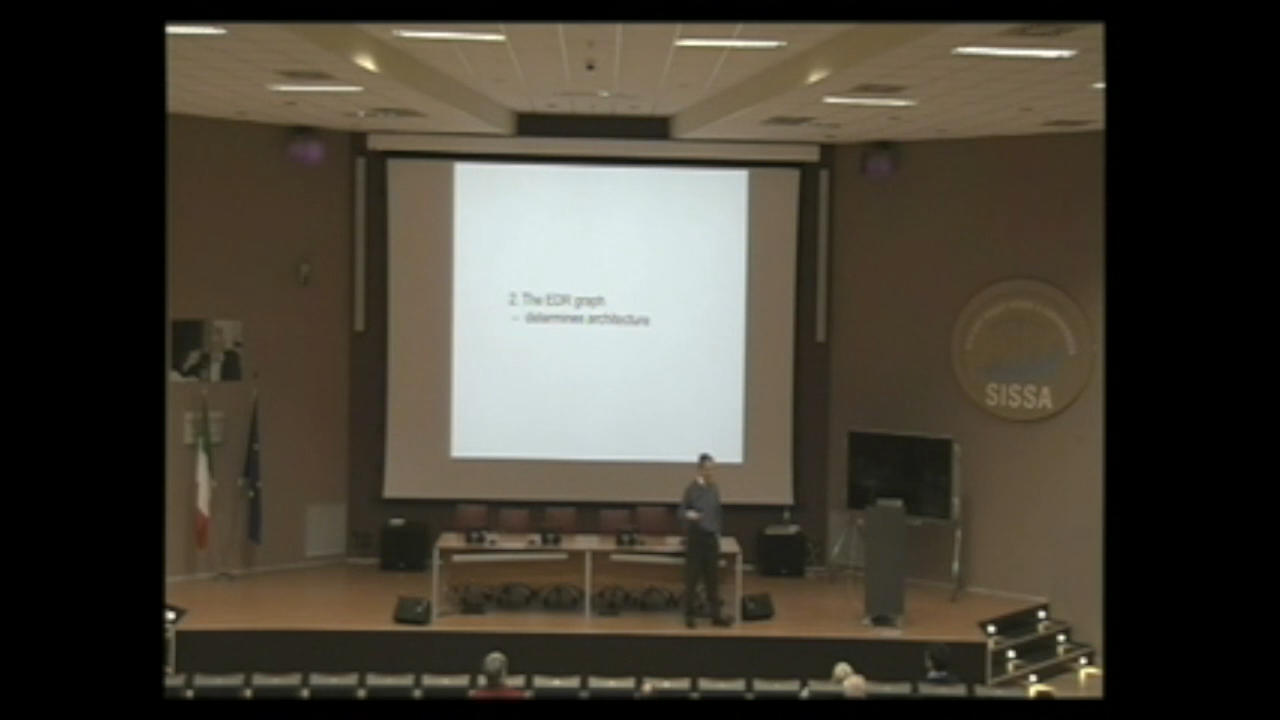 2. The EDR graph
– determines architecture
SISSA